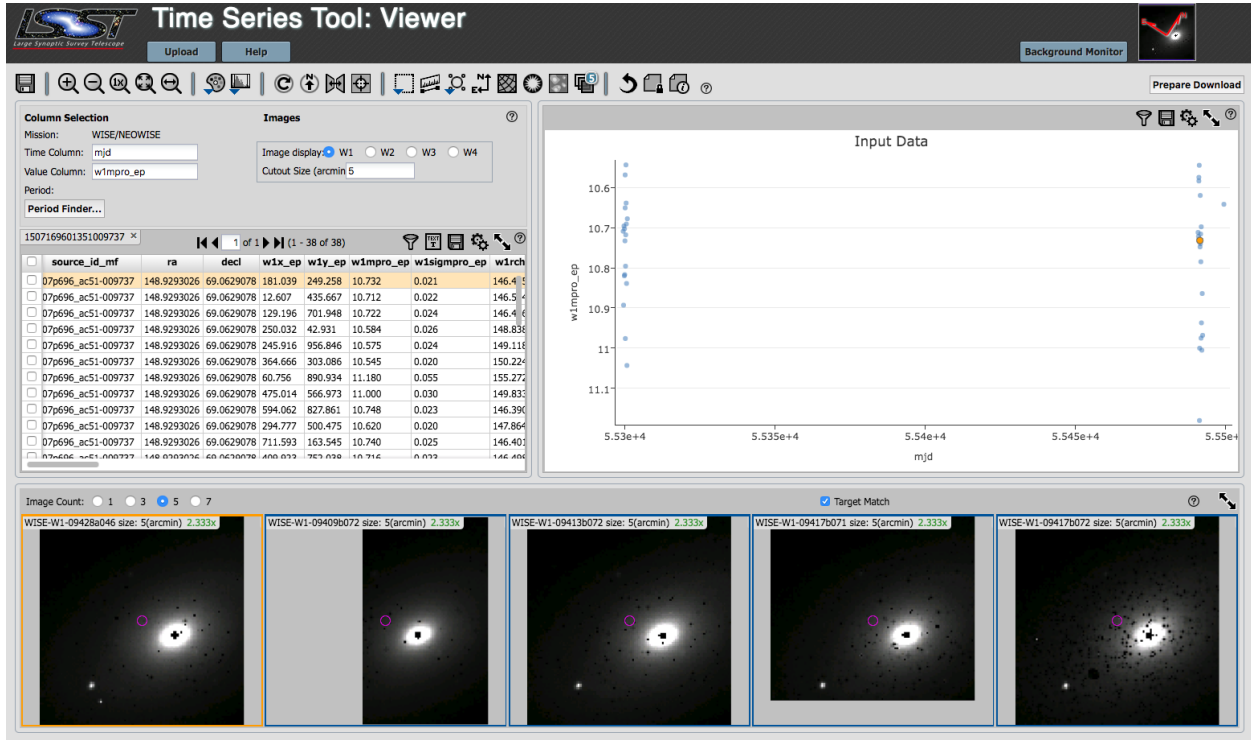 LSST
Large Synoptic Survey Telescope
Time Series Tool: Viewer
Upload Help
Background Monitor
Prepare Download
Column Selection
Mission: WISE/NEOWISE
Time Column: mjd
Value Column: w1mpro_ep
Period:
Period Finder...
Images
Image display: W1 W2 W3 W4
Cutout Size (arcmin 5
1507169601351009737 × 1 of 1 (1 - 38 of 38)
source_id_mf ra decl w1x_ep w1y_ep w1mpro_ep w1sigmpro_ep w1rch
07p696_ac51-009737 148.9293026 69.0629078 181.039 249.258 10.732 0.021
07p696_ac51-009737 148.9293026 69.0629078 12.607 435.667 10.712 0.022
07p696_ac51-009737 148.9293026 69.0629078 129.196 701.948 10.722 0.024
07p696_ac51-009737 148.9293026 69.0629078 250.032 42.931 10.584 0.026 148.838
07p696_ac51-009737 148.9293026 69.0629078 245.916 956.846 10.575 0.024 149.118
07p696_ac51-009737 148.9293026 69.0629078 364.666 303.086 10.545 0.020 150.224
07p696_ac51-009737 148.9293026 69.0629078 60.756 890.934 11.180 0.055 155.272
07p696_ac51-009737 148.9293026 69.0629078 475.014 566.973 11.000 0.030 149.833
07p696_ac51-009737 148.9293026 69.0629078 594.062 827.861 10.748 0.023 146.390
07p696_ac51-009737 148.9293026 69.0629078 294.777 500.475 10.620 0.020 147.864
07p696_ac51-009737 148.9293026 69.0629078 711.593 163.545 10.740 0.025 146.401
07p696_ac51-009737 148.9293026 69.0629078 409.923 752.038 10.716 0.023
Input Data
10.6
10.7
10.8
10.9
11
11.1
w1mpro_ep
5.53e+4 5.535e+4 5.54e+4 5.545e+4 5.55e+
mjd
Image Count: 1 3 5 7
Target Match
WISE-W1-09428a046 size: 5(arcmin) 2.333x
WISE-W1-09409b072 size: 5(arcmin) 2.333x
WISE-W1-09413b072 size: 5(arcmin) 2.333x
WISE-W1-09417b071 size: 5(arcmin) 2.333x
WISE-W1-09417b072 size: 5(arcmin) 2.333x